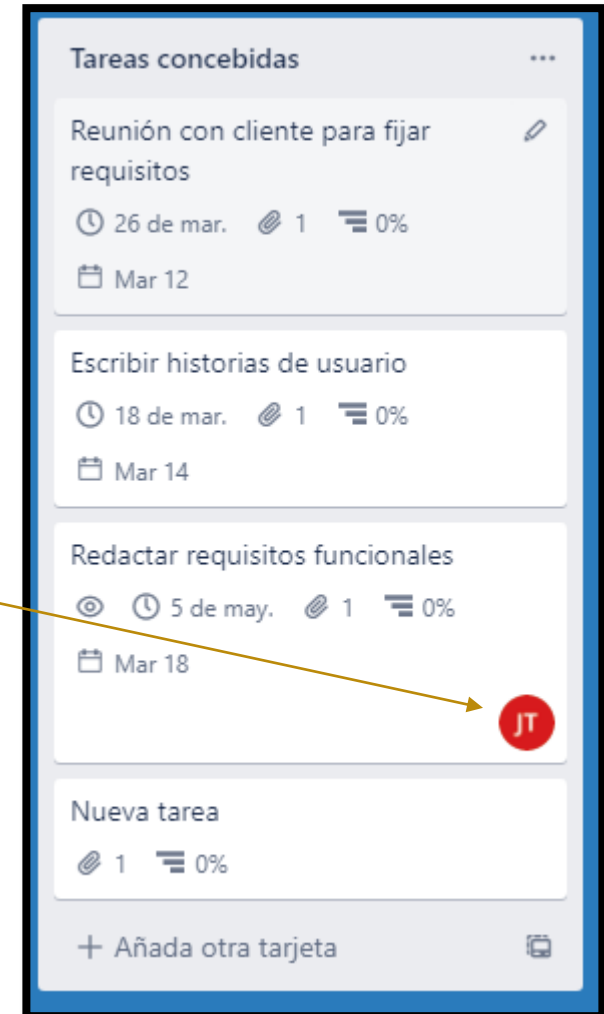 Tareas concebidas
Reunión con cliente para fijar
requisitos
26 de mar. 1 0%
Mar 12
Escribir historias de usuario
18 de mar. 1 0%
Mar 14
Redactar requisitos funcionales
5 de may. 1 0%
Mar 18
JT
Nueva tarea
1 0%
+ Añada otra tarjeta